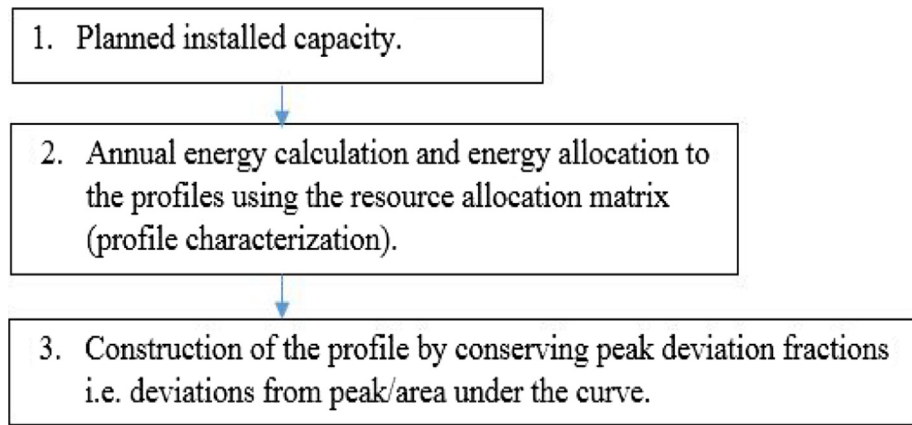 1. Planned installed capacity.
2. Annual energy calculation and energy allocation to
the profiles using the resource allocation matrix
(profile characterization).
3. Construction of the profile by conserving peak deviation fractions
i.e. deviations from peak/area under the curve.